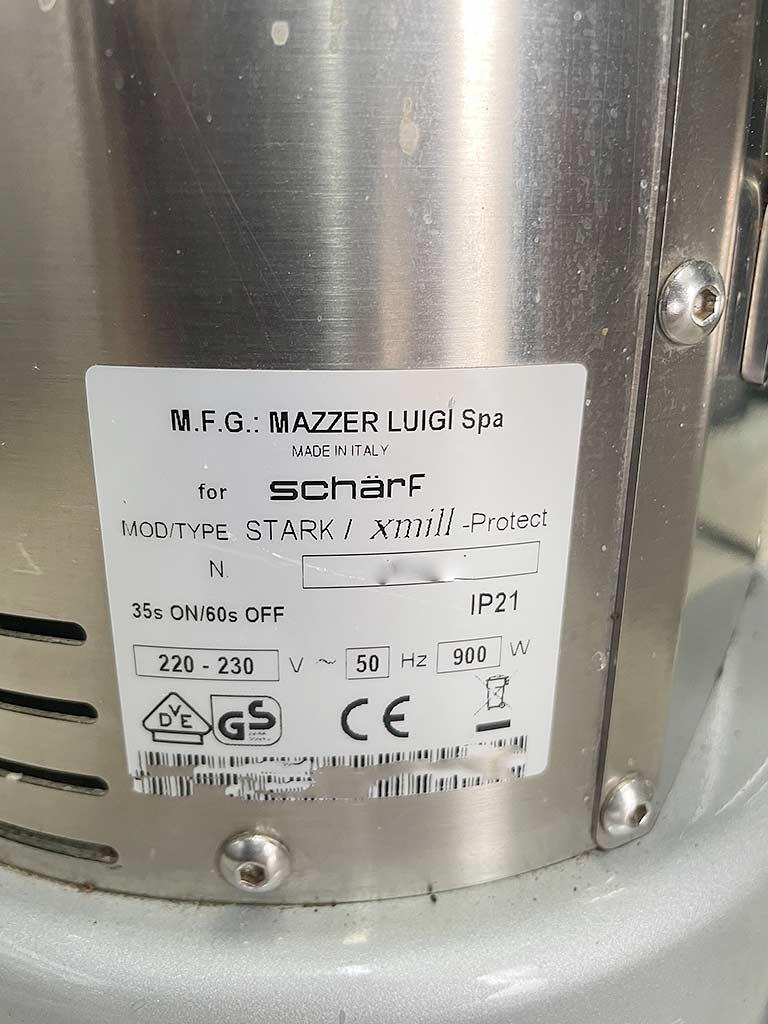 M.F.G.: MAZZER LUIGI Spa
MADE IN ITALY
for schärf
MOD/TYPE STARK / xmill -Protect
N.
35s ON/60s OFF IP21
220 - 230 V ~ 50 Hz 900 W
DVE GS CE